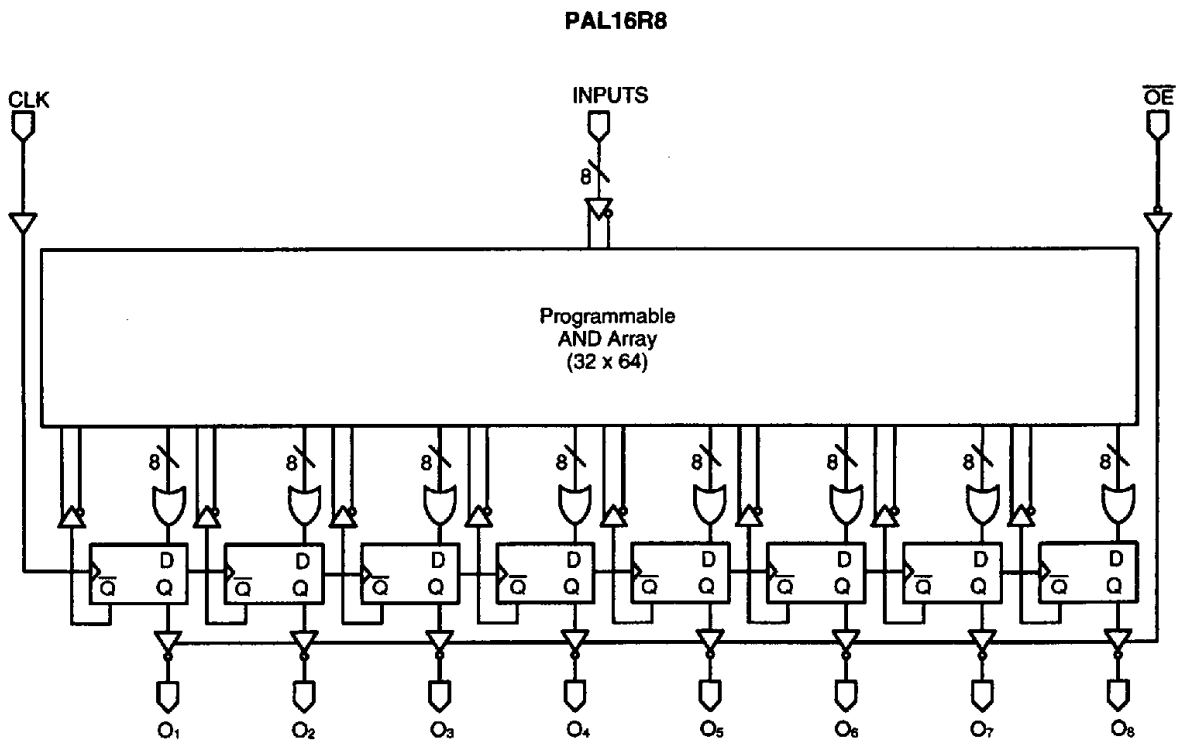 PAL16R8
CLK
INPUTS
O̅E̅
8
Programmable
AND Array
(32 x 64)
8 8 8 8 8 8 8 8
D D D D D D D D
Q̅ Q Q̅ Q Q̅ Q Q̅ Q Q̅ Q Q̅ Q Q̅ Q Q̅ Q
O₁ O₂ O₃ O₄ O₅ O₆ O₇ O₈